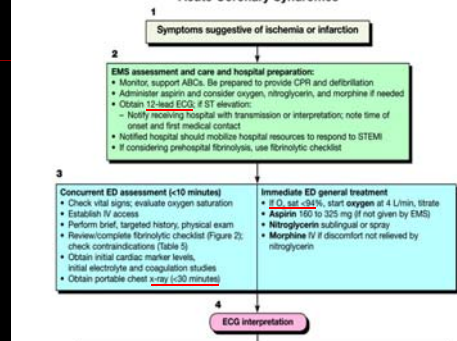 Acute Coronary Syndromes
1
Symptoms suggestive of ischemia or infarction
2
EMS assessment and care and hospital preparation:
• Monitor, support ABCs. Be prepared to provide CPR and defibrillation
• Administer aspirin and consider oxygen, nitroglycerin, and morphine if needed
• Obtain 12-lead ECG; if ST elevation:
– Notify receiving hospital with transmission or interpretation; note time of
onset and first medical contact
• Notified hospital should mobilize hospital resources to respond to STEMI
• If considering prehospital fibrinolysis, use fibrinolytic checklist
3
Concurrent ED assessment (<10 minutes)
• Check vital signs; evaluate oxygen saturation
• Establish IV access
• Perform brief, targeted history, physical exam
• Review/complete fibrinolytic checklist (Figure 2);
check contraindications (Table 5)
• Obtain initial cardiac marker levels,
initial electrolyte and coagulation studies
• Obtain portable chest x-ray (<30 minutes)
Immediate ED general treatment
• If O₂ sat <94%, start oxygen at 4 L/min, titrate
• Aspirin 160 to 325 mg (if not given by EMS)
• Nitroglycerin sublingual or spray
• Morphine IV if discomfort not relieved by
nitroglycerin
4
ECG interpretation